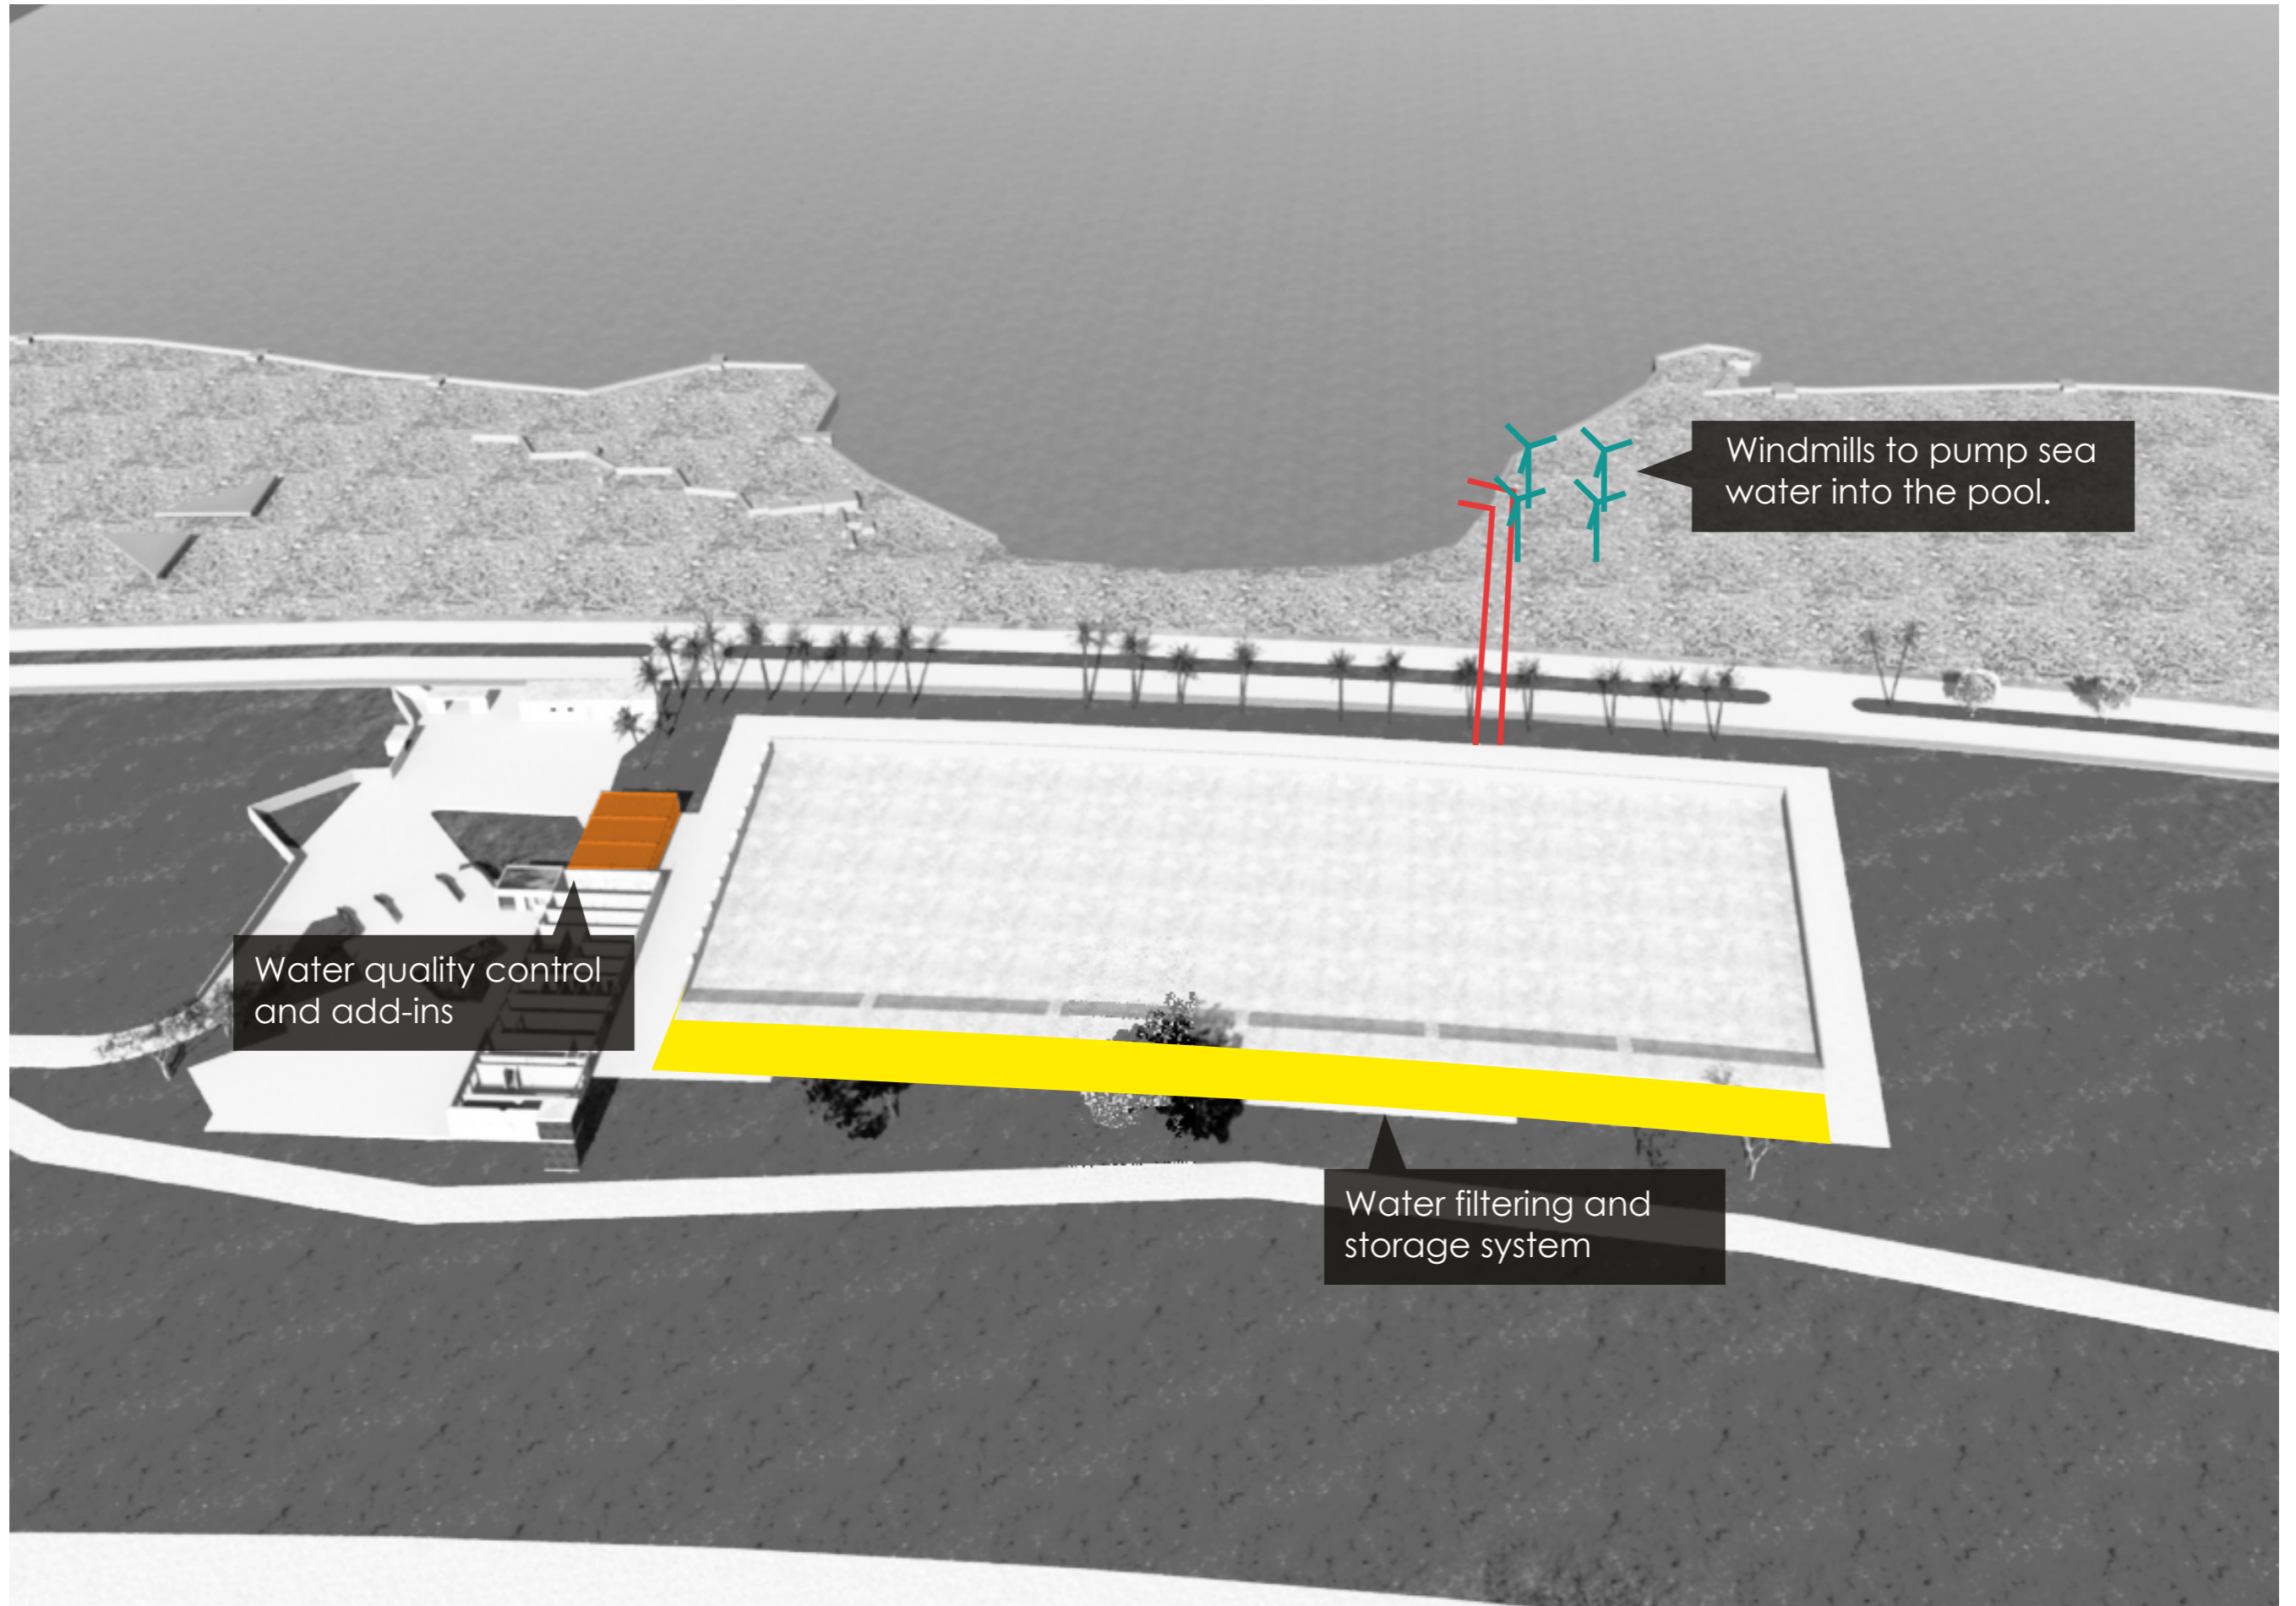 Windmills to pump sea
water into the pool.
Water quality control
and add-ins
Water filtering and
storage system